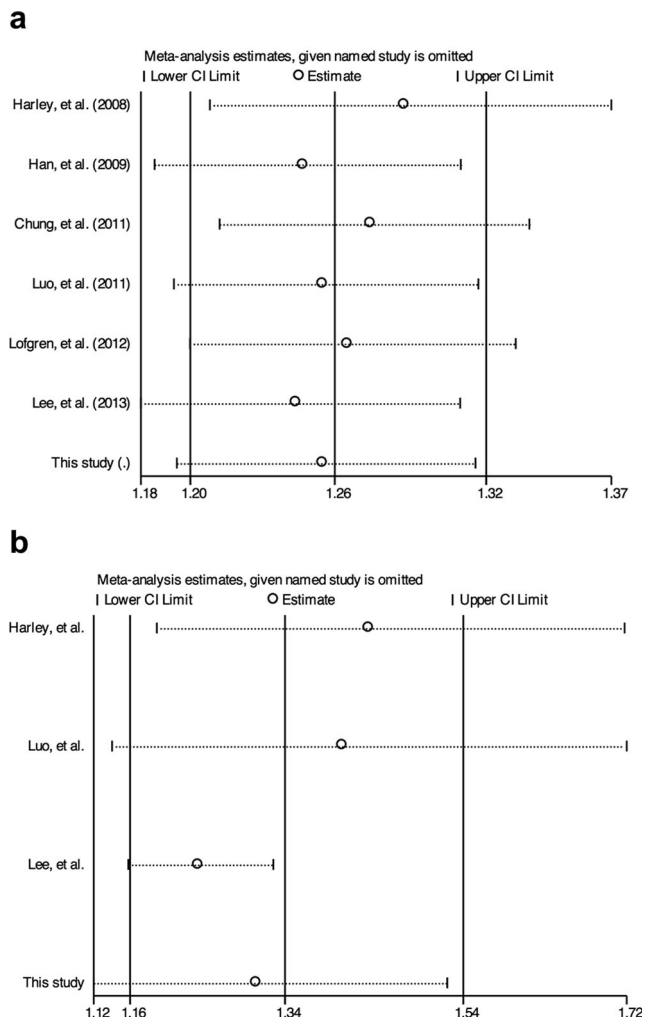 a
Meta-analysis estimates, given named study is omitted
Lower CI Limit Estimate Upper CI Limit
Harley, et al. (2008)
Han, et al. (2009)
Chung, et al. (2011)
Luo, et al. (2011)
Lofgren, et al. (2012)
Lee, et al. (2013)
This study (.)
1.18 1.20 1.26 1.32 1.37
b
Meta-analysis estimates, given named study is omitted
Lower CI Limit Estimate Upper CI Limit
Harley, et al.
Luo, et al.
Lee, et al.
This study
1.12 1.16 1.34 1.54 1.72